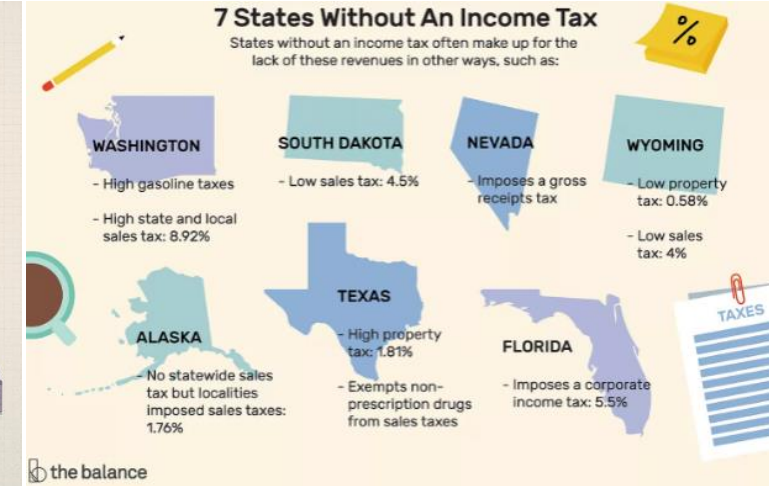 7 States Without An Income Tax
States without an income tax often make up for the
lack of these revenues in other ways, such as:
%
WASHINGTON
- High gasoline taxes
- High state and local
sales tax: 8.92%
SOUTH DAKOTA
- Low sales tax: 4.5%
NEVADA
- Imposes a gross
receipts tax
WYOMING
- Low property
tax: 0.58%
- Low sales
tax: 4%
ALASKA
- No statewide sales
tax but localities
imposed sales taxes:
1.76%
TEXAS
- High property
tax: 1.81%
- Exempts non-
prescription drugs
from sales taxes
FLORIDA
- Imposes a corporate
income tax: 5.5%
TAXES
the balance